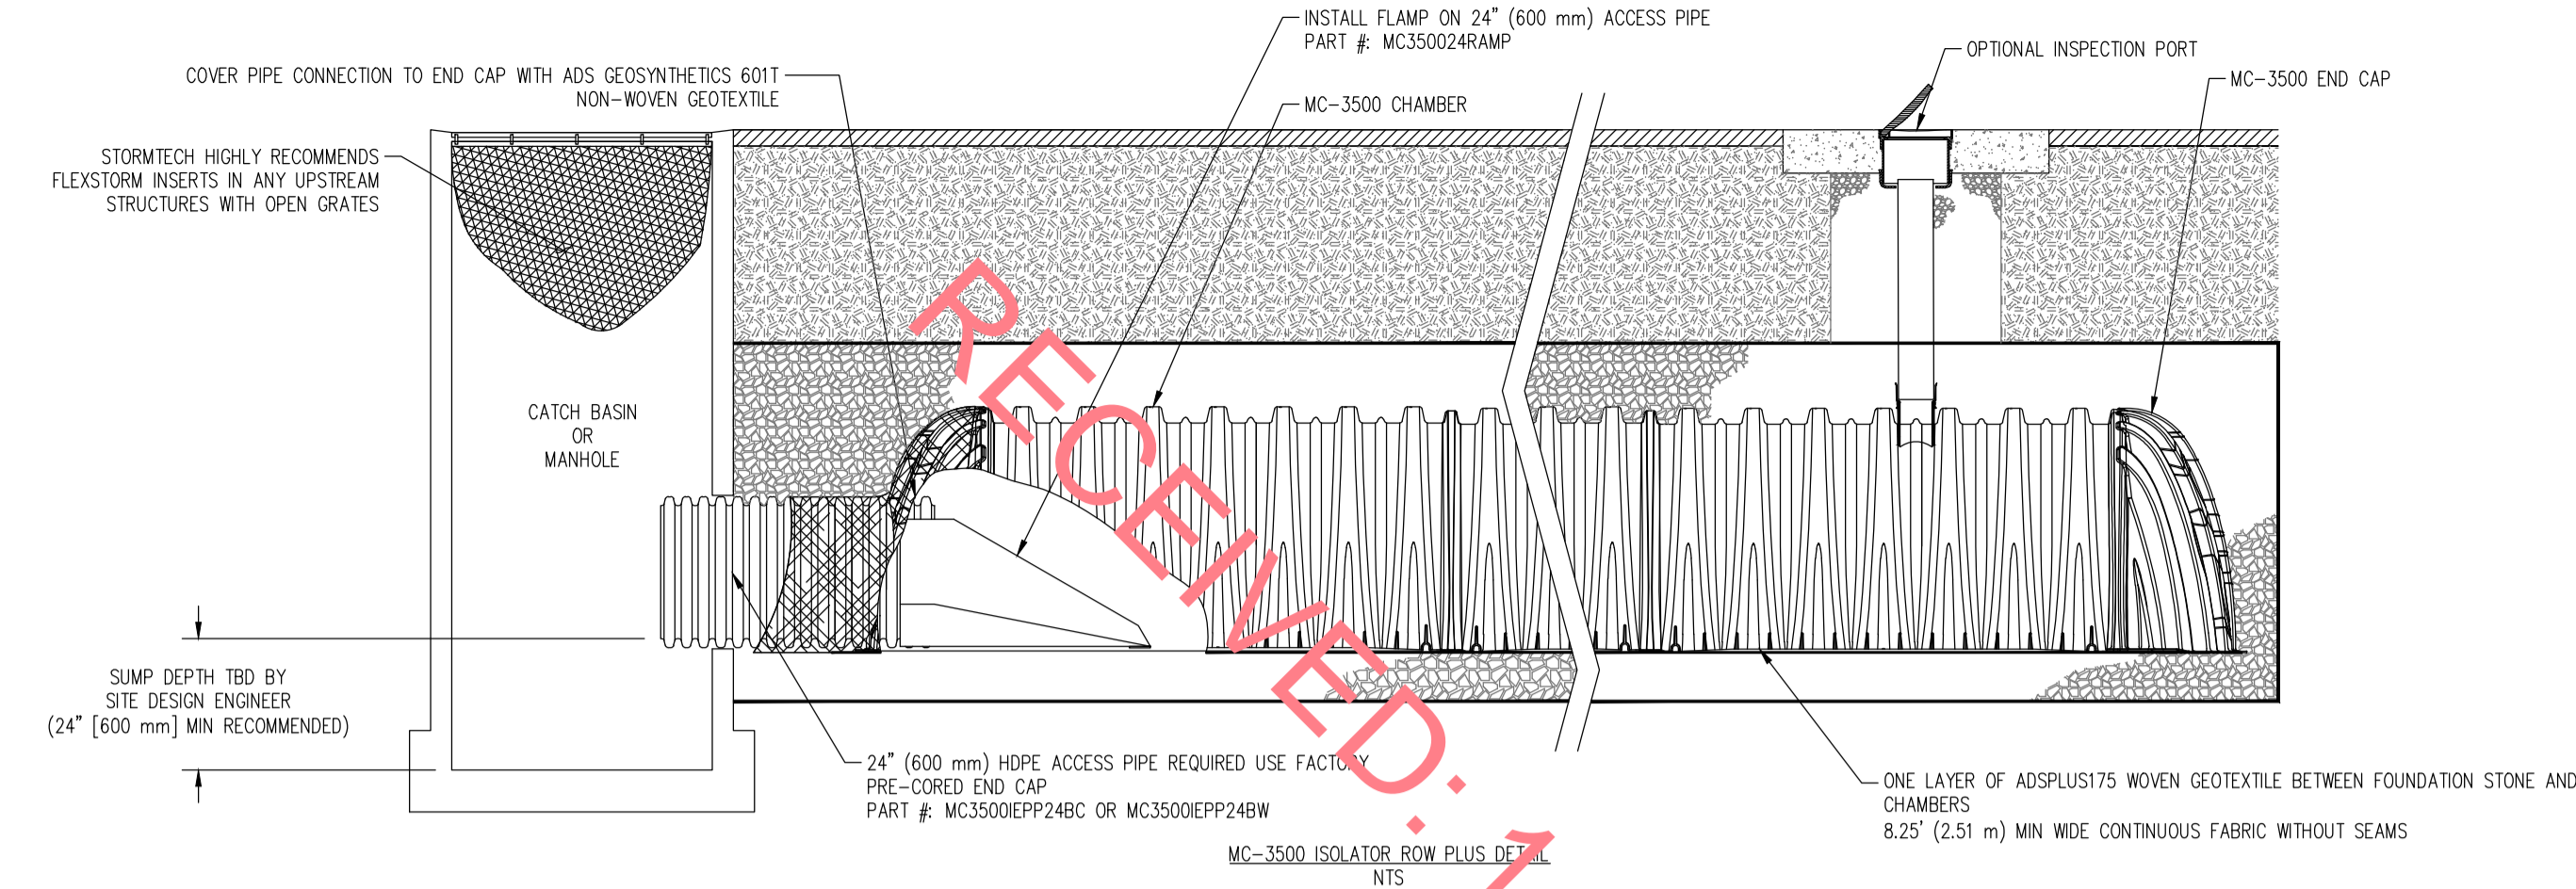 INSTALL FLAMP ON 24" (600 mm) ACCESS PIPE
PART #: MC350024RAMP
OPTIONAL INSPECTION PORT
COVER PIPE CONNECTION TO END CAP WITH ADS GEOSYNTHETICS 601T
NON-WOVEN GEOTEXTILE
MC-3500 END CAP
MC-3500 CHAMBER
STORMTECH HIGHLY RECOMMENDS
FLEXSTORM INSERTS IN ANY UPSTREAM
STRUCTURES WITH OPEN GRATES
CATCH BASIN
OR
MANHOLE
RECEIVED: 1
SUMP DEPTH TBD BY
SITE DESIGN ENGINEER
(24" [600 mm] MIN RECOMMENDED)
24" (600 mm) HDPE ACCESS PIPE REQUIRED USE FACTORY
PRE-CORED END CAP
PART #: MC3500IEPP24BC OR MC3500IEPP24BW
ONE LAYER OF ADSPLUS175 WOVEN GEOTEXTILE BETWEEN FOUNDATION STONE AND
CHAMBERS
8.25' (2.51 m) MIN WIDE CONTINUOUS FABRIC WITHOUT SEAMS
MC-3500 ISOLATOR ROW PLUS DETAIL
NTS